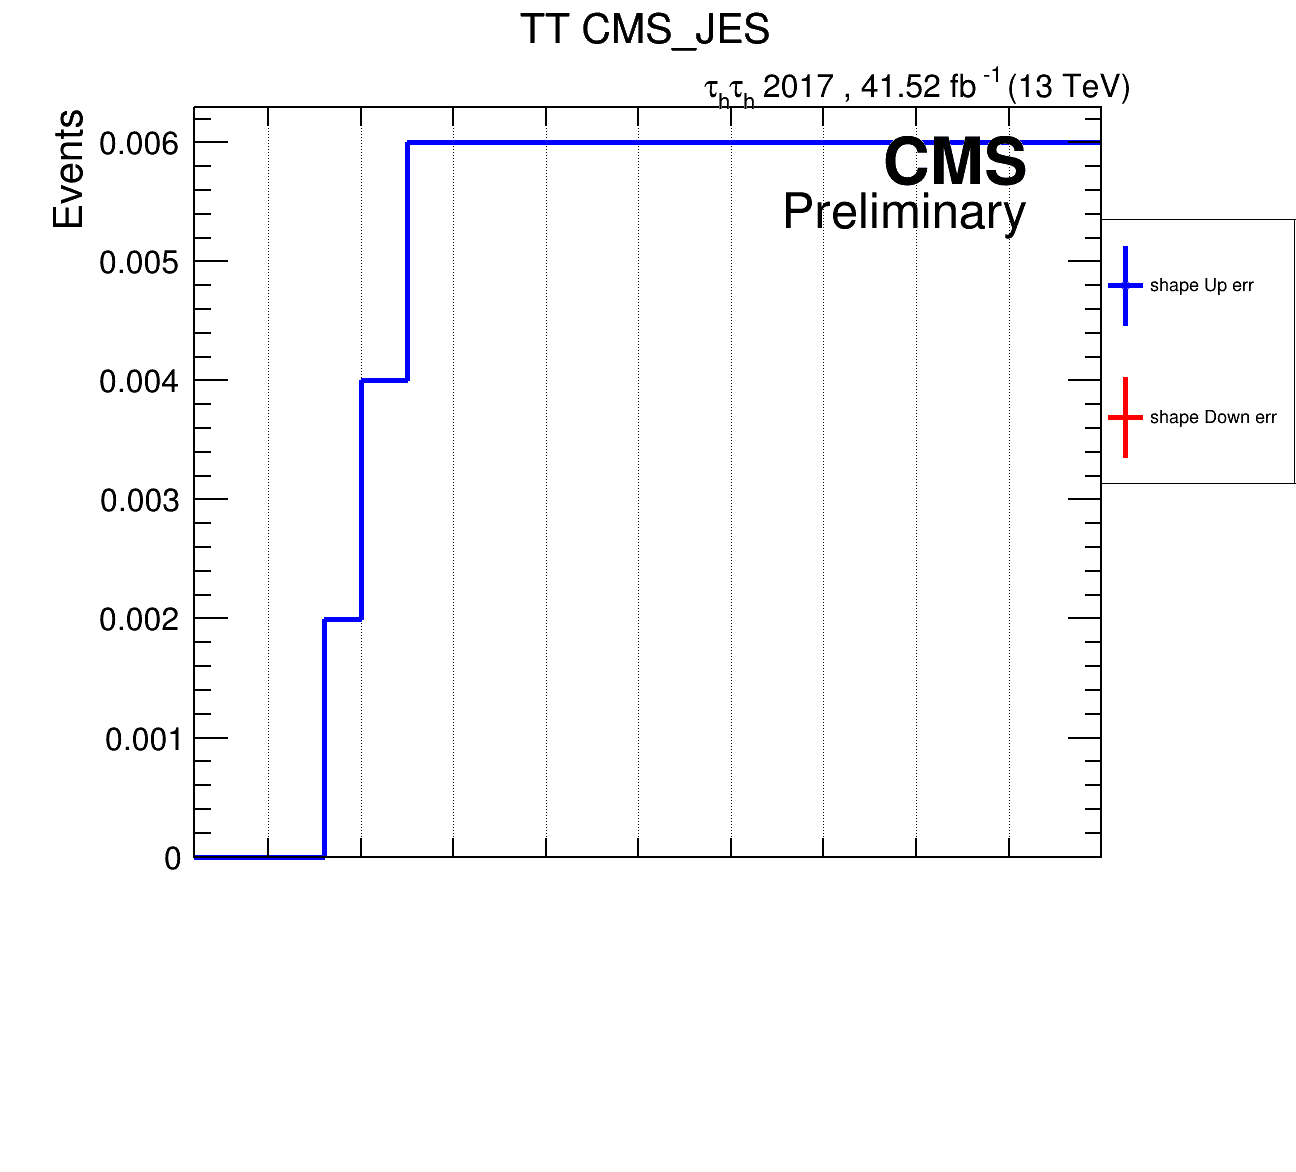 TT CMS_JES
τhτh 2017 , 41.52 fb -1 (13 TeV)
Events
CMS
Preliminary
0.006
0.005
0.004
0.003
0.002
0.001
0
shape Up err
shape Down err